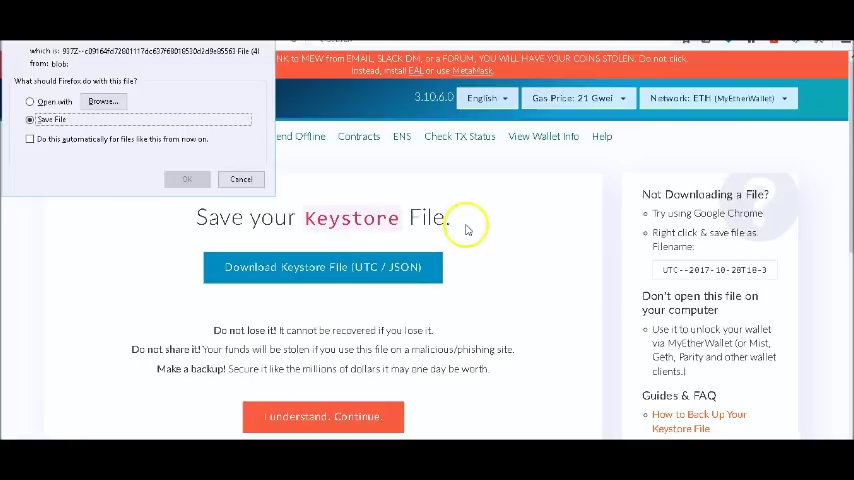 which is: 937Z--c09164fd72801117dc637f68018530d2d9e85563 File (4)
from: blob:
What should Firefox do with this file?
Open with
Browse...
Save File
Do this automatically for files like this from now on.
OK
Cancel
NK to MEW from EMAIL, SLACK DM, or a FORUM, YOU WILL HAVE YOUR COINS STOLEN. Do not click.
Instead, install EAL or use MetaMask.
3.10.6.0
English
Gas Price: 21 Gwei
Network: ETH (MyEtherWallet)
end Offline
Contracts
ENS
Check TX Status
View Wallet Info
Help
Save your Keystore File.
Download Keystore File (UTC / JSON)
Do not lose it! It cannot be recovered if you lose it.
Do not share it! Your funds will be stolen if you use this file on a malicious/phishing site.
Make a backup! Secure it like the millions of dollars it may one day be worth.
I understand. Continue.
Not Downloading a File?
Try using Google Chrome
Right click & save file as.
Filename:
UTC--2017-10-28T18-3
Don't open this file on
your computer
Use it to unlock your wallet
via MyEtherWallet (or Mist,
Geth, Parity and other wallet
clients.)
Guides & FAQ
How to Back Up Your
Keystore File